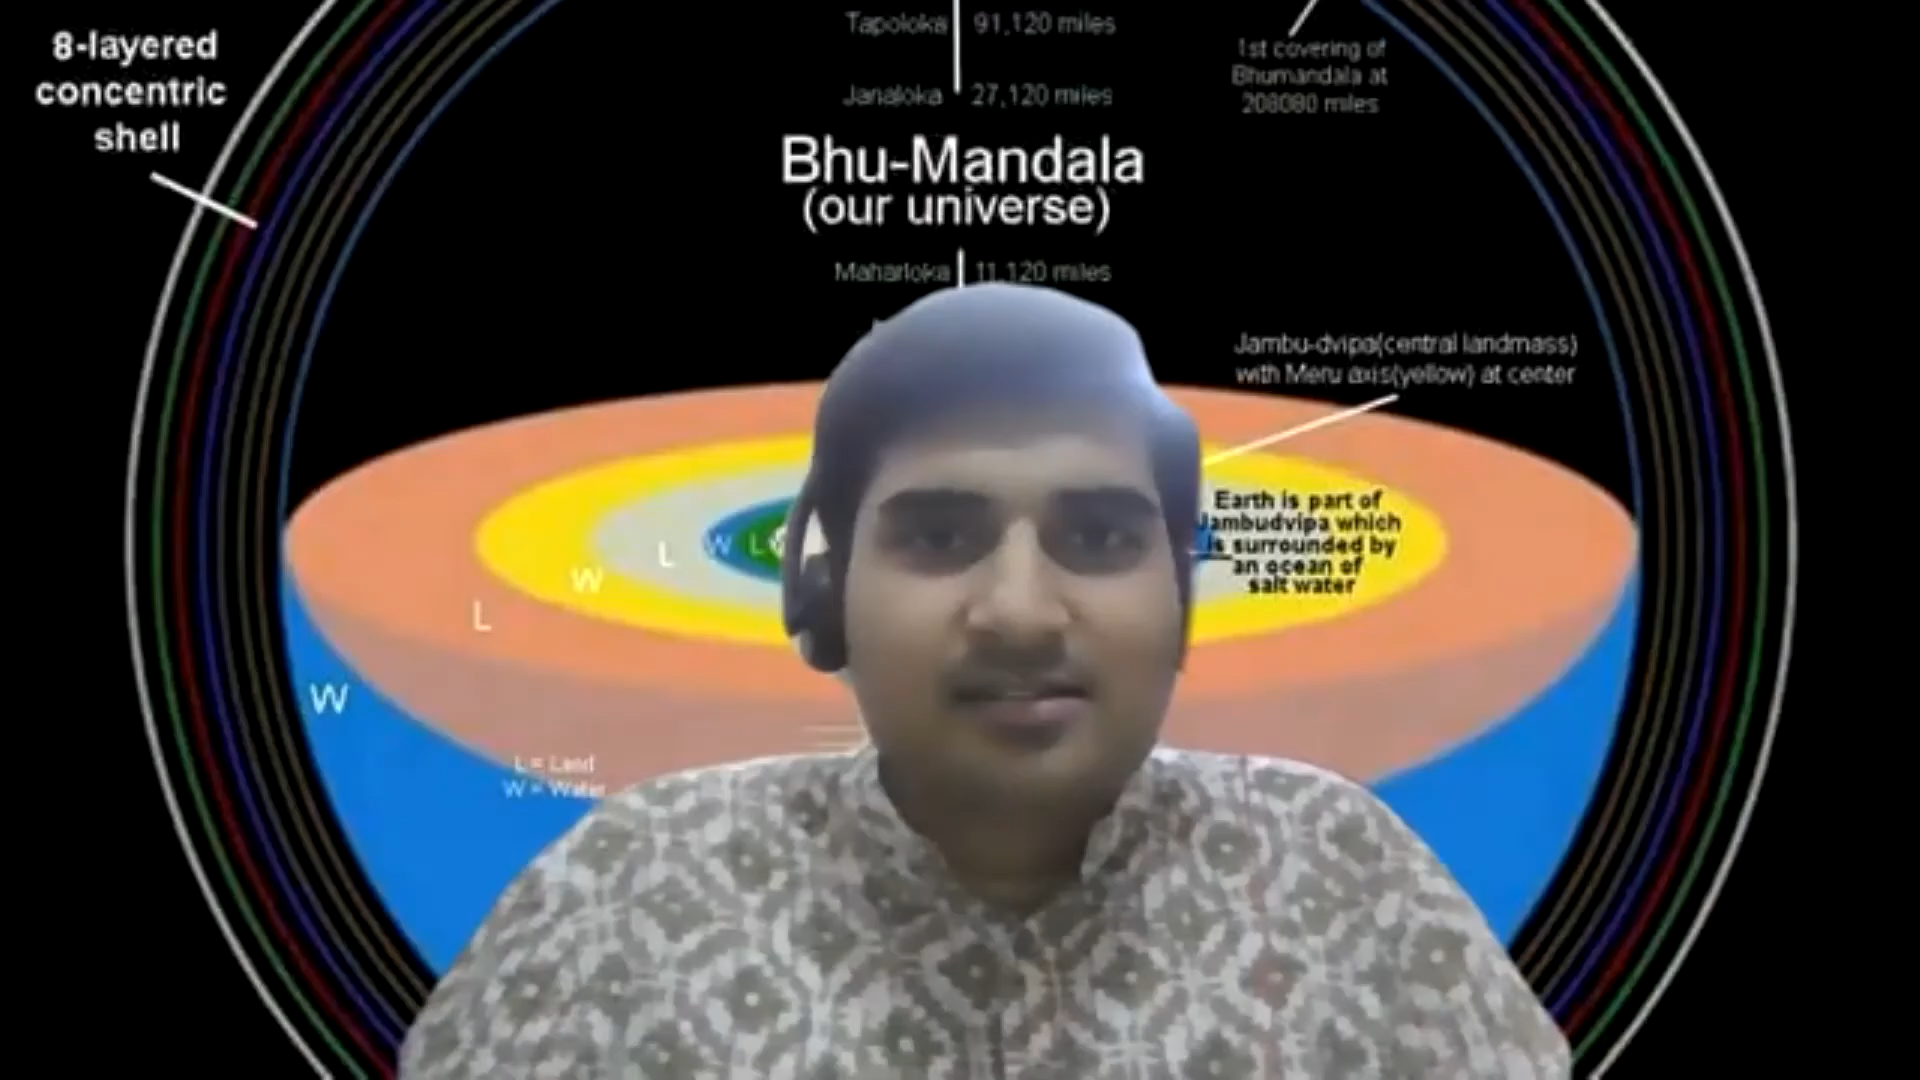 8-layered
concentric
shell
Tapoloka 91,120 miles
Janaloka 27,120 miles
1st covering of
Bhumandala at
208080 miles
Bhu-Mandala
(our universe)
Maharloka 11,120 miles
Jambu-dvipa(central landmass)
with Meru axis(yellow) at center
Earth is part of
Jambudvipa which
is surrounded by
an ocean of
salt water
W L
L
W
L
W
L = Land
W = Water